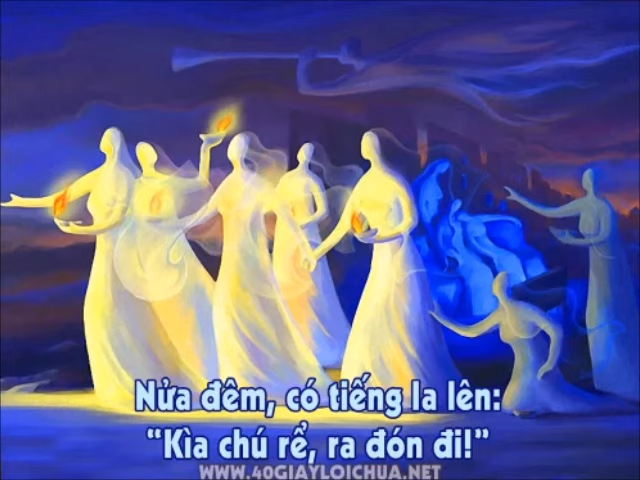 Nửa đêm, có tiếng la lên:
“Kìa chú rể, ra đón đi!”
WWW.40GIAYLOICHUA.NET